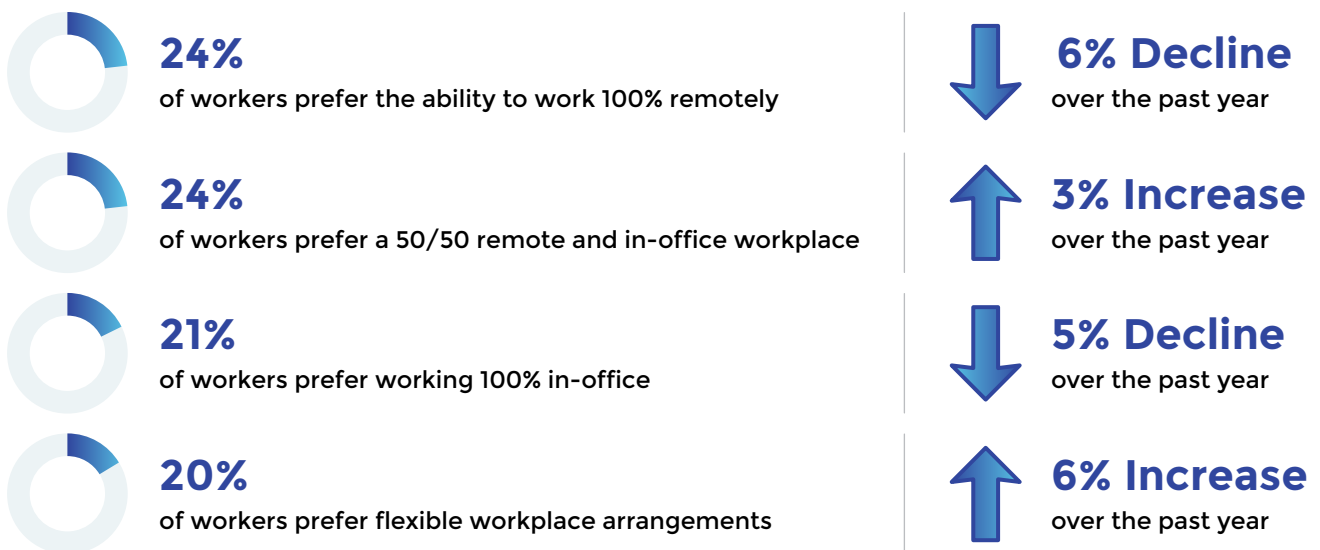 24%
of workers prefer the ability to work 100% remotely
6% Decline
over the past year
24%
of workers prefer a 50/50 remote and in-office workplace
3% Increase
over the past year
21%
of workers prefer working 100% in-office
5% Decline
over the past year
20%
of workers prefer flexible workplace arrangements
6% Increase
over the past year